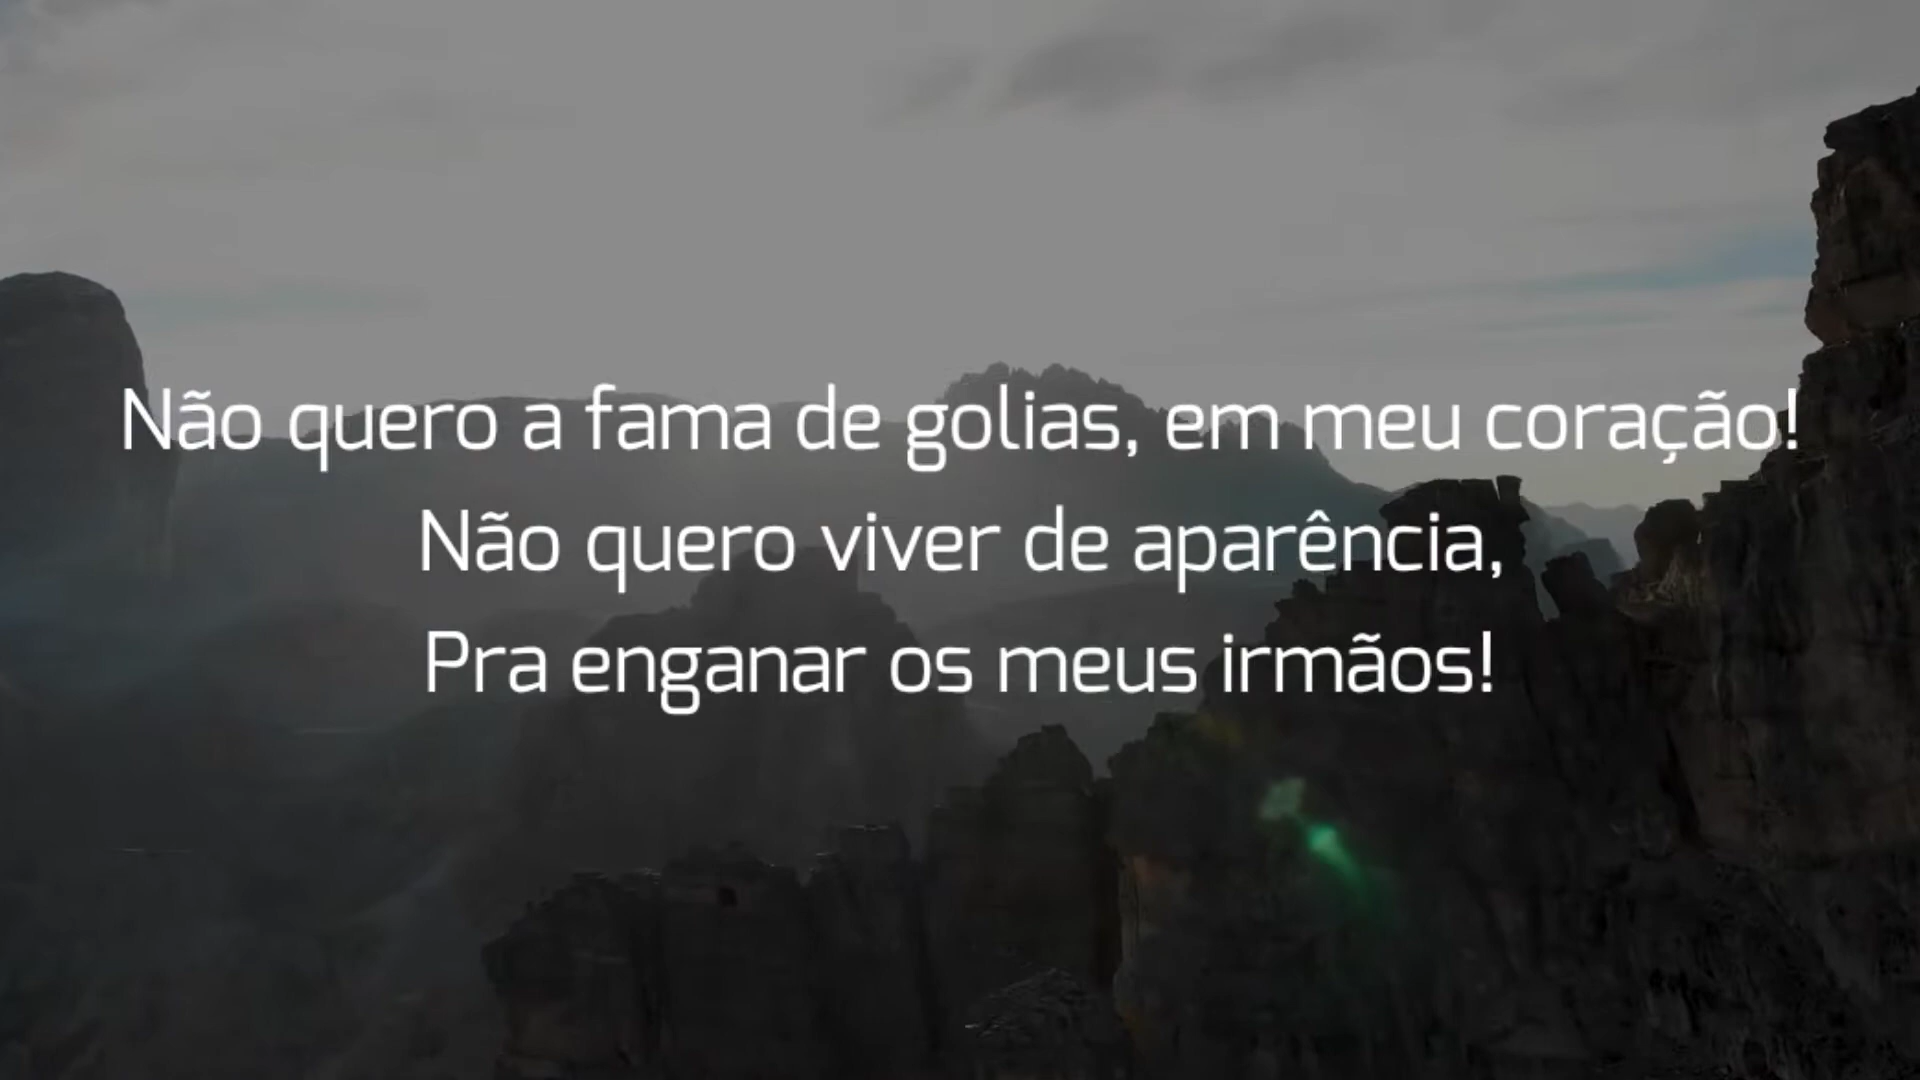 Não quero a fama de golias, em meu coração!
Não quero viver de aparência,
Pra enganar os meus irmãos!